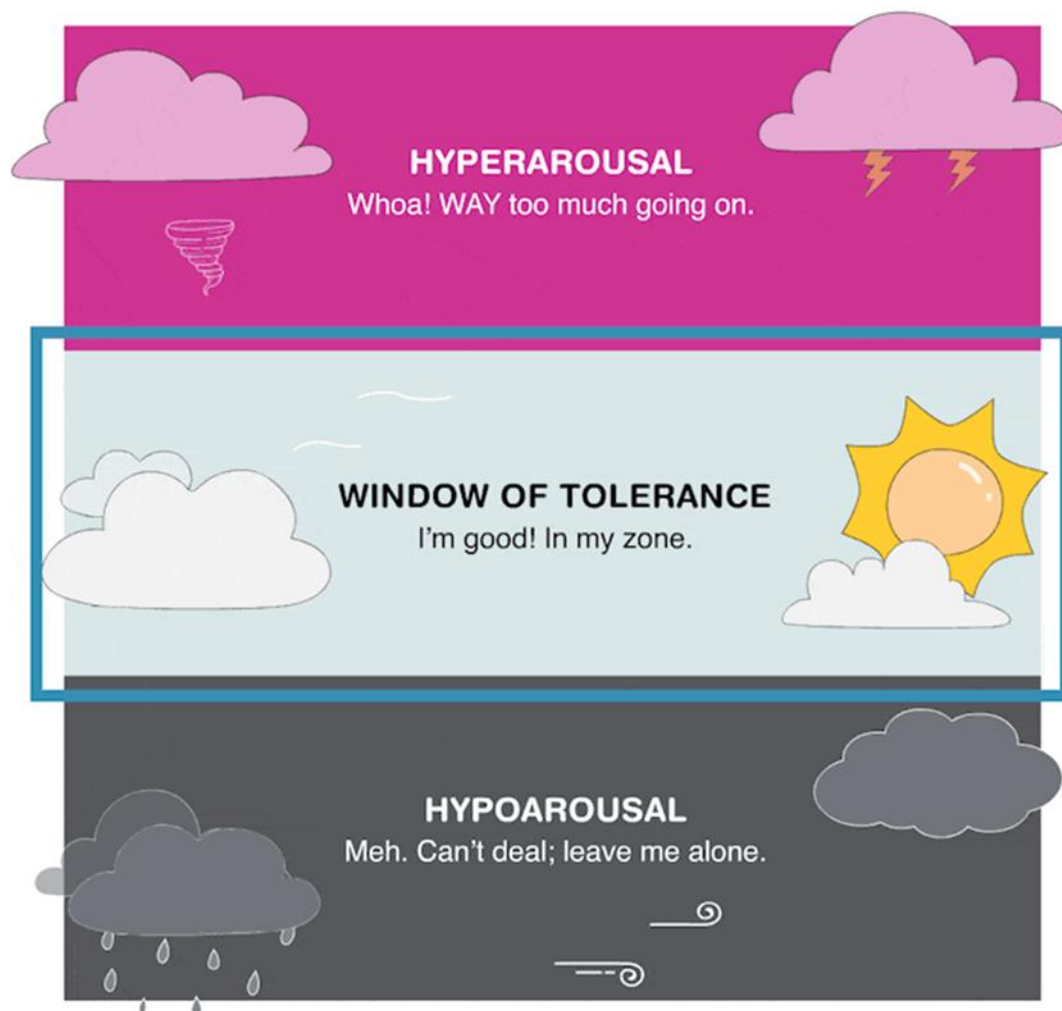 HYPERAROUSAL
Whoa! WAY too much going on.
WINDOW OF TOLERANCE
I'm good! In my zone.
HYPOAROUSAL
Meh. Can't deal; leave me alone.